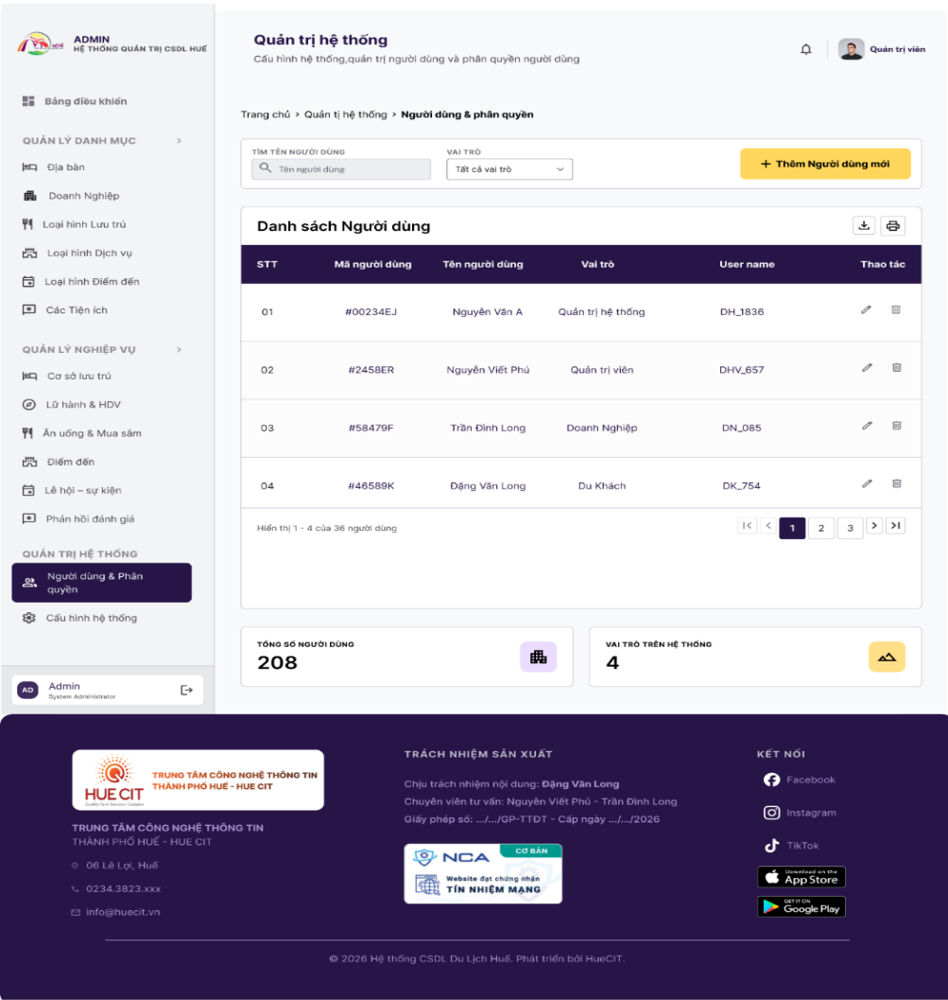 ADMIN
HỆ THỐNG QUẢN TRỊ CSDL HUẾ
Bảng điều khiển
QUẢN LÝ DANH MỤC
Địa bàn
Doanh Nghiệp
Loại hình Lưu trú
Loại hình Dịch vụ
Loại hình Điểm đến
Các Tiện ích
QUẢN LÝ NGHIỆP VỤ
Cơ sở lưu trú
Lữ hành & HDV
Ăn uống & Mua sắm
Điểm đến
Lễ hội – sự kiện
Phản hồi đánh giá
QUẢN TRỊ HỆ THỐNG
Người dùng & Phân
quyền
Cấu hình hệ thống
AD
Admin
System Administrator
Quản trị hệ thống
Cấu hình hệ thống,quản trị người dùng và phân quyền người dùng
Quản trị viên
Trang chủ > Quản tị hệ thống > Người dùng & phân quyền
TÌM TÊN NGƯỜI DÙNG
VAI TRÒ
Tên người dùng
Tất cả vai trò
+ Thêm Người dùng mới
Danh sách Người dùng
STT Mã người dùng Tên người dùng Vai trò User name Thao tác
01 #00234EJ Nguyễn Văn A Quản trị hệ thống DH_1836
02 #2458ER Nguyễn Viết Phú Quản trị viên DHV_657
03 #58479F Trần Đình Long Doanh Nghiệp DN_085
04 #46589K Đặng Văn Long Du Khách DK_754
Hiển thị 1 - 4 của 36 người dùng
1 2 3
TỔNG SỐ NGƯỜI DÙNG
208
VAI TRÒ TRÊN HỆ THỐNG
4
HUE CIT
TRUNG TÂM CÔNG NGHỆ THÔNG TIN
THÀNH PHỐ HUẾ - HUE CIT
TRUNG TÂM CÔNG NGHỆ THÔNG TIN
THÀNH PHỐ HUẾ - HUE CIT
06 Lê Lợi, Huế
0234.3823.xxx
info@huecit.vn
TRÁCH NHIỆM SẢN XUẤT
Chịu trách nhiệm nội dung: Đặng Văn Long
Chuyên viên tư vấn: Nguyễn Viết Phú - Trần Đình Long
Giấy phép số: .../.../GP-TTĐT - Cấp ngày .../.../2026
NCA
CƠ BẢN
Website đạt chứng nhận
TÍN NHIỆM MẠNG
KẾT NỐI
Facebook
Instagram
TikTok
Download on the
App Store
GET IT ON
Google Play
© 2026 Hệ thống CSDL Du Lịch Huế. Phát triển bởi HueCIT.